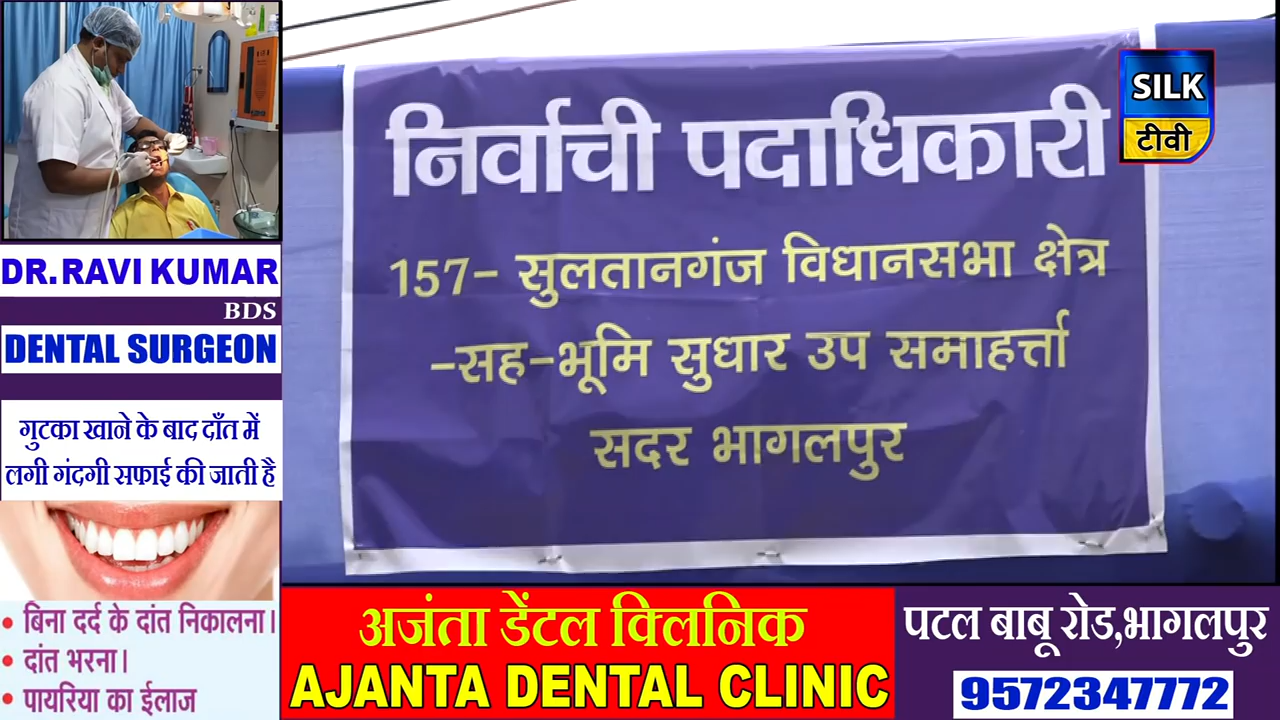 निर्वाची पदाधिकारी
157- सुलतानगंज विधानसभा क्षेत्र
-सह-भूमि सुधार उप समाहर्त्ता
सदर भागलपुर
SILK
टीवी
DR. RAVI KUMAR
BDS
DENTAL SURGEON
गुटका खाने के बाद दाँत में
लगी गंदगी सफाई की जाती है
• बिना दर्द के दांत निकालना।
• दांत भरना।
• पायरिया का ईलाज
अजंता डेंटल क्लिनिक
AJANTA DENTAL CLINIC
पटल बाबू रोड,भागलपुर
9572347772